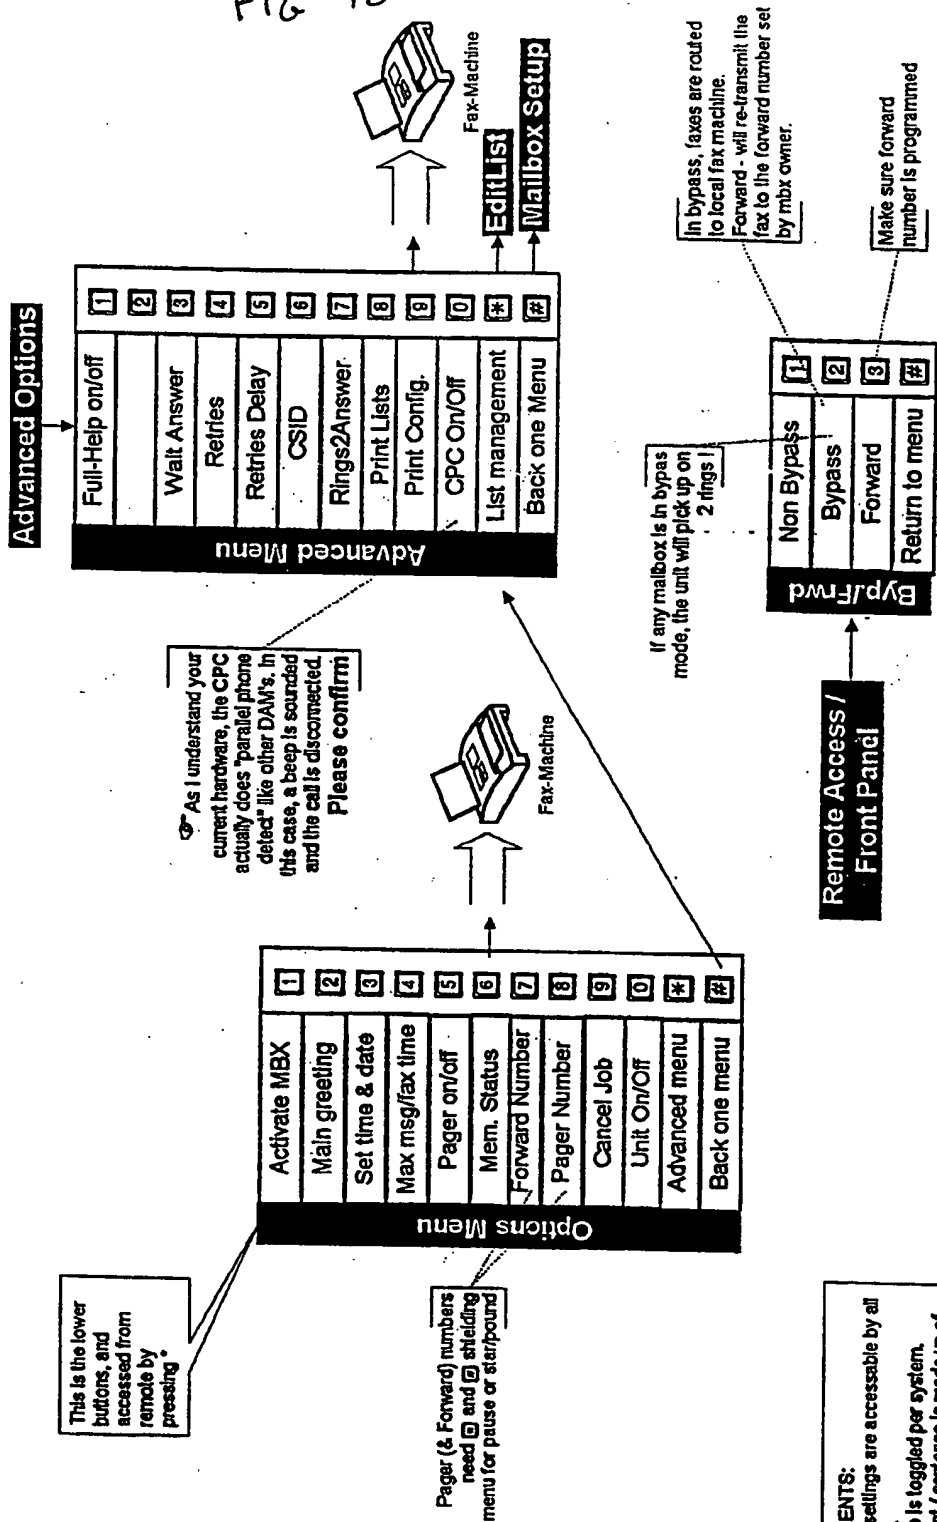 FIG
Advanced Options
Advanced Menu
Full-Help on/off 1
2
Wait Answer 3
Retries 4
Retries Delay 5
CSID 6
Rings2Answer 7
Print Lists 8
Print Config. 9
CPC On/Off 0
List management *
Back one Menu #
Fax-Machine
EditList
Mailbox Setup
☞ As I understand your
current hardware, the CPC
actually does "parallel phone
detect" like other DAM's. In
this case, a beep is sounded
and the call is disconnected.
Please confirm
This is the lower
buttons, and
accessed from
remote by
pressing *
Options Menu
Activate MBX 1
Main greeting 2
Set time & date 3
Max msg/fax time 4
Pager on/off 5
Mem. Status 6
Forward Number 7
Pager Number 8
Cancel Job 9
Unit On/Off 0
Advanced menu *
Back one menu #
Fax-Machine
Pager (& Forward) numbers
need and shielding
menu for pause or star/pound
Remote Access /
Front Panel
Byp./Frwd
Non Bypass 1
Bypass 2
Forward 3
Return to menu #
If any mailbox is in bypas
mode, the unit will pick up on
2 rings !
In bypass, faxes are routed
to local fax machine.
Forward - will re-transmit the
fax to the forward number set
by mbx owner.
Make sure forward
number is programmed
ENTS:
settings are accessable by all
is toggled per system.
sentence is made up of